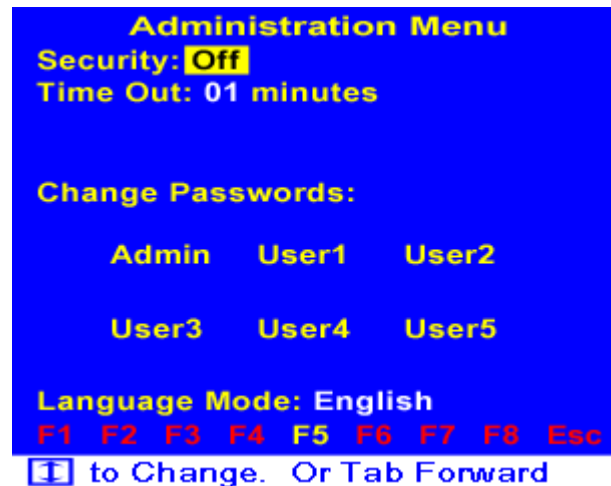 Administration Menu
Security: Off
Time Out: 01 minutes
Change Passwords:
Admin User1 User2
User3 User4 User5
Language Mode: English
F1 F2 F3 F4 F5 F6 F7 F8 Esc
to Change. Or Tab Forward